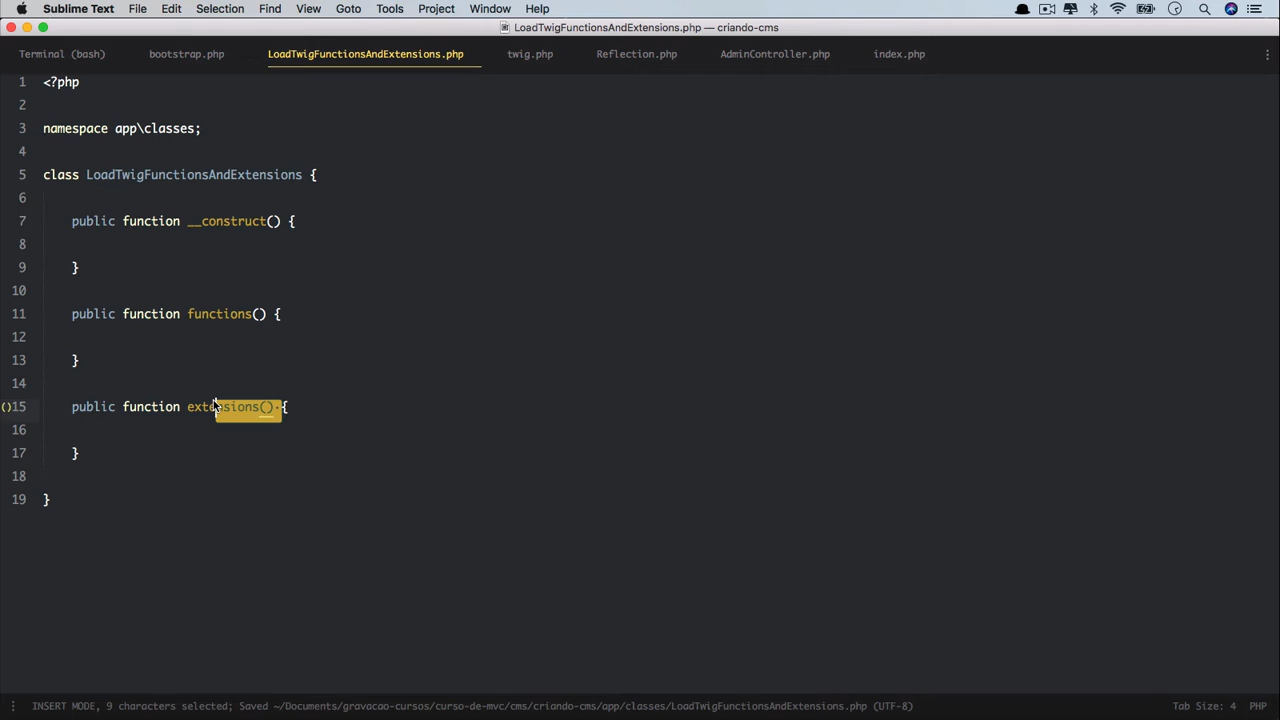 Sublime Text File Edit Selection Find View Goto Tools Project Window Help
LoadTwigFunctionsAndExtensions.php — criando-cms
Terminal (bash) bootstrap.php LoadTwigFunctionsAndExtensions.php twig.php Reflection.php AdminController.php index.php
1 <?php
2
3 namespace app\classes;
4
5 class LoadTwigFunctionsAndExtensions {
6
7 public function __construct() {
8
9 }
10
11 public function functions() {
12
13 }
14
()15 public function extensions()·{
16
17 }
18
19 }
INSERT MODE, 9 characters selected; Saved ~/Documents/gravacao-cursos/curso-de-mvc/cms/criando-cms/app/classes/LoadTwigFunctionsAndExtensions.php (UTF-8) Tab Size: 4 PHP